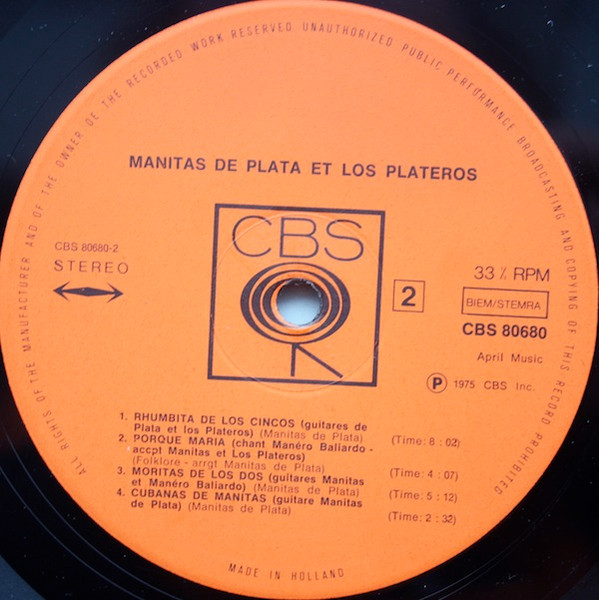 ALL RIGHTS OF THE MANUFACTURER AND OF THE OWNER OF THE RECORDED WORK RESERVED UNAUTHORIZED PUBLIC PERFORMANCE BROADCASTING AND COPYING OF THIS RECORD PROHIBITED
MANITAS DE PLATA ET LOS PLATEROS
CBS
CBS 80680-2
STEREO
2
33⅓ RPM
BIEM/STEMRA
CBS 80680
April Music
Ⓟ 1975 CBS Inc.
1. RHUMBITA DE LOS CINCOS (guitares de
Plata et los Plateros) (Manitas de Plata) (Time: 6 : 02)
2. PORQUE MARIA (chant Manéro Baliardo -
accpt Manitas et Los Plateros)
(Folklore - arrgt Manitas de Plata) (Time: 4 : 07)
3. MORITAS DE LOS DOS (guitares Manitas
et Manéro Baliardo) (Manitas de Plata) (Time: 5 : 12)
4. CUBANAS DE MANITAS (guitare Manitas
de Plata) (Manitas de Plata) (Time: 2 : 32)
MADE IN HOLLAND